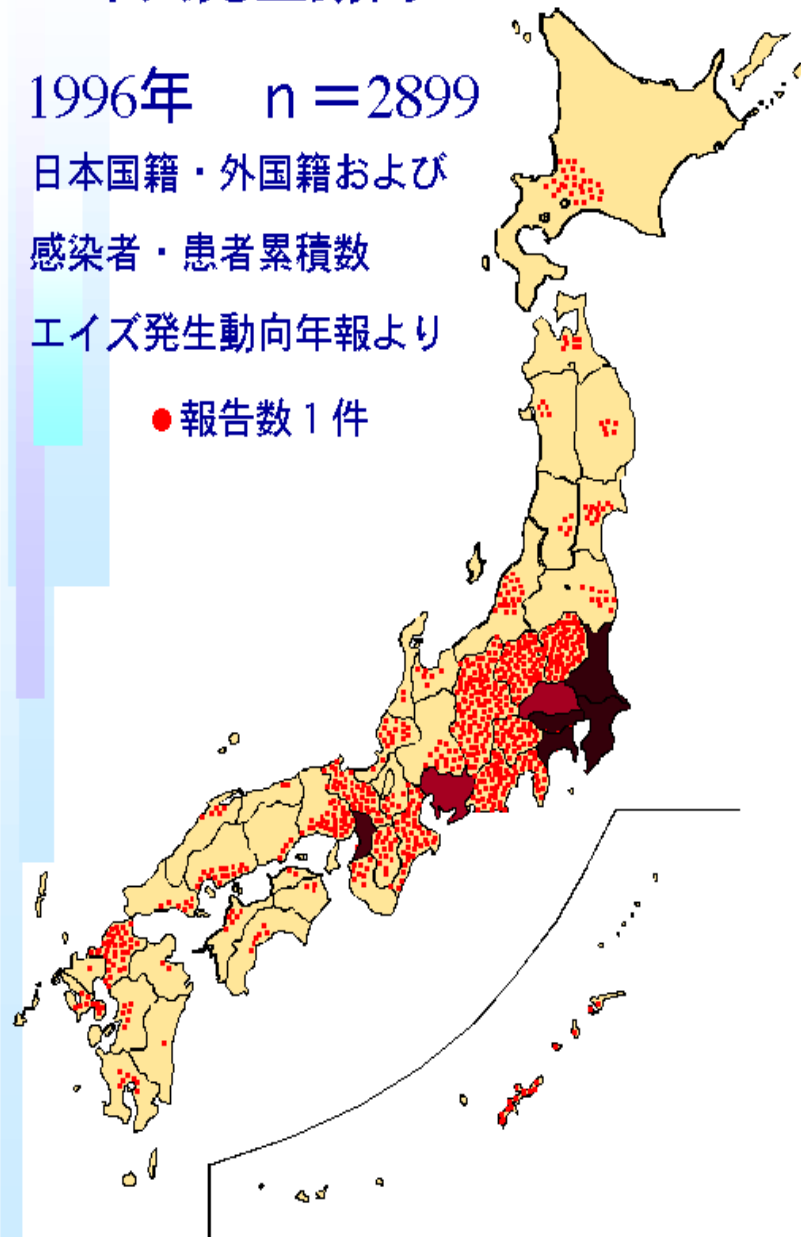 1996年　ｎ＝2899
日本国籍・外国籍および
感染者・患者累積数
エイズ発生動向年報より
●報告数１件